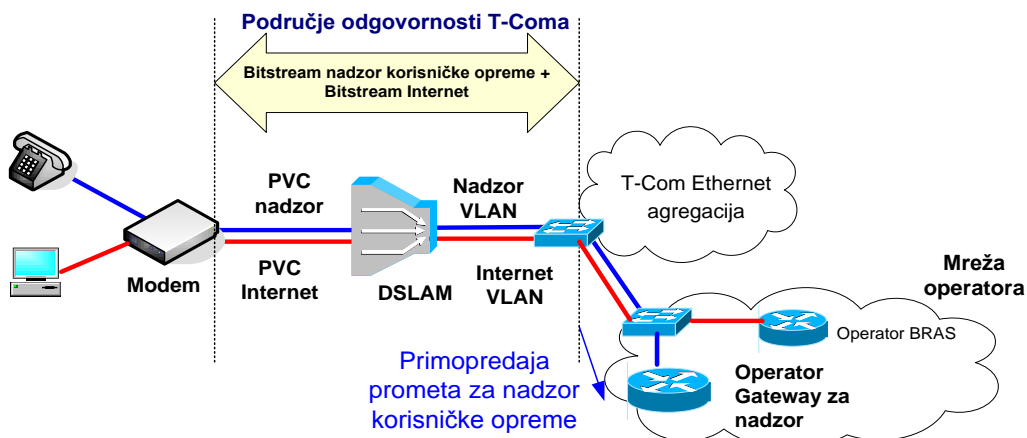 Područje odgovornosti T-Coma
Bitstream nadzor korisničke opreme +
Bitstream Internet
PVC
nadzor
Nadzor
VLAN
T-Com Ethernet
agregacija
Modem
PVC
Internet
DSLAM
Internet
VLAN
Mreža
operatora
Operator BRAS
Primopredaja
prometa za nadzor
korisničke opreme
Operator
Gateway za
nadzor